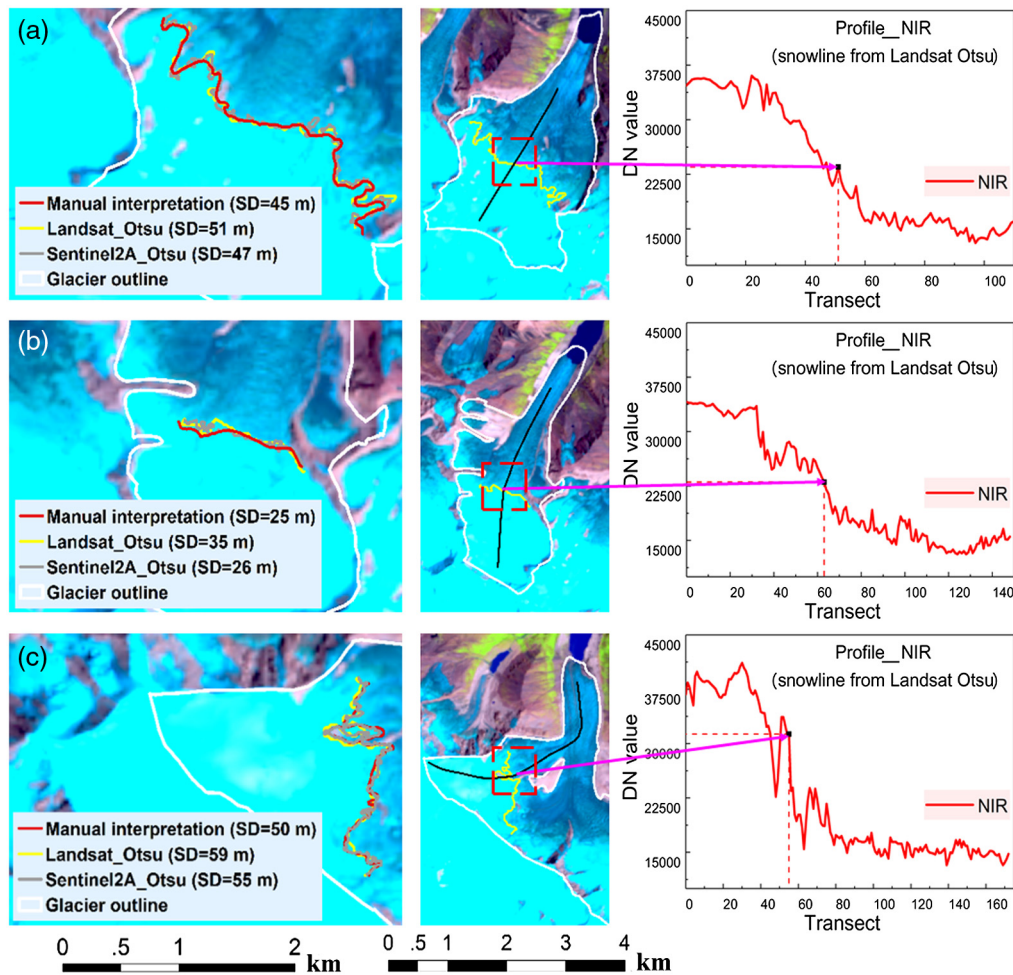 (a)
Manual interpretation (SD=45 m)
Landsat_Otsu (SD=51 m)
Sentinel2A_Otsu (SD=47 m)
Glacier outline
Profile_NIR
(snowline from Landsat Otsu)
NIR
DN value
45000
37500
30000
22500
15000
0 20 40 60 80 100
Transect
(b)
Manual interpretation (SD=25 m)
Landsat_Otsu (SD=35 m)
Sentinel2A_Otsu (SD=26 m)
Glacier outline
Profile_NIR
(snowline from Landsat Otsu)
NIR
DN value
45000
37500
30000
22500
15000
0 20 40 60 80 100 120 140
Transect
(c)
Manual interpretation (SD=50 m)
Landsat_Otsu (SD=59 m)
Sentinel2A_Otsu (SD=55 m)
Glacier outline
Profile_NIR
(snowline from Landsat Otsu)
NIR
DN value
45000
37500
30000
22500
15000
0 20 40 60 80 100 120 140 160
Transect
0 .5 1 2 km
0 .5 1 2 3 4 km